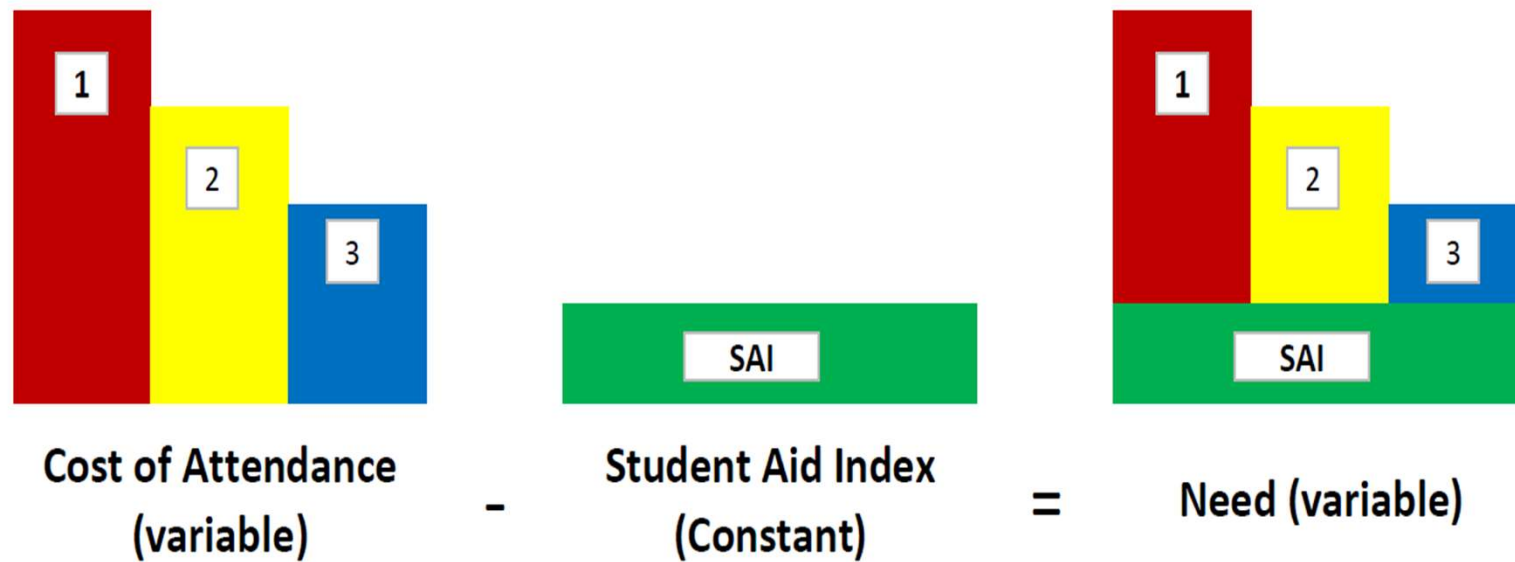 1
2
3
SAI
1
2
3
SAI
Cost of Attendance
(variable)
-
Student Aid Index
(Constant)
=
Need (variable)